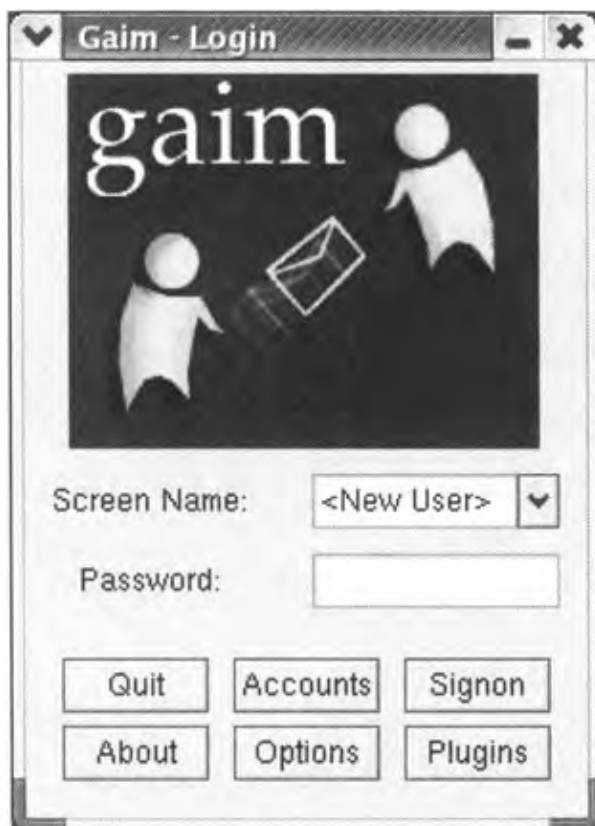 Gaim - Login
gaim
Screen Name: <New User>
Password:
Quit Accounts Signon
About Options Plugins